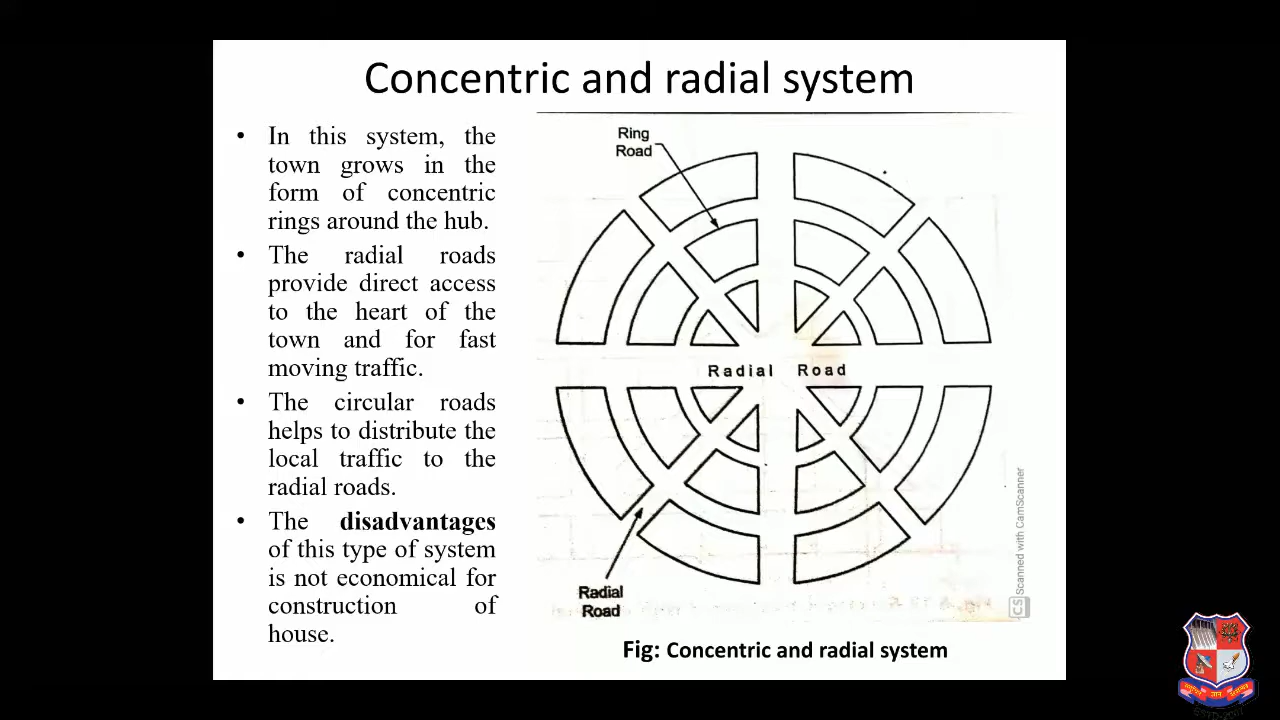 Concentric and radial system
• In this system, the
town grows in the
form of concentric
rings around the hub.
• The radial roads
provide direct access
to the heart of the
town and for fast
moving traffic.
• The circular roads
helps to distribute the
local traffic to the
radial roads.
• The disadvantages
of this type of system
is not economical for
construction of
house.
Ring
Road
Radial Road
Radial
Road
CS Scanned with CamScanner
Fig: Concentric and radial system